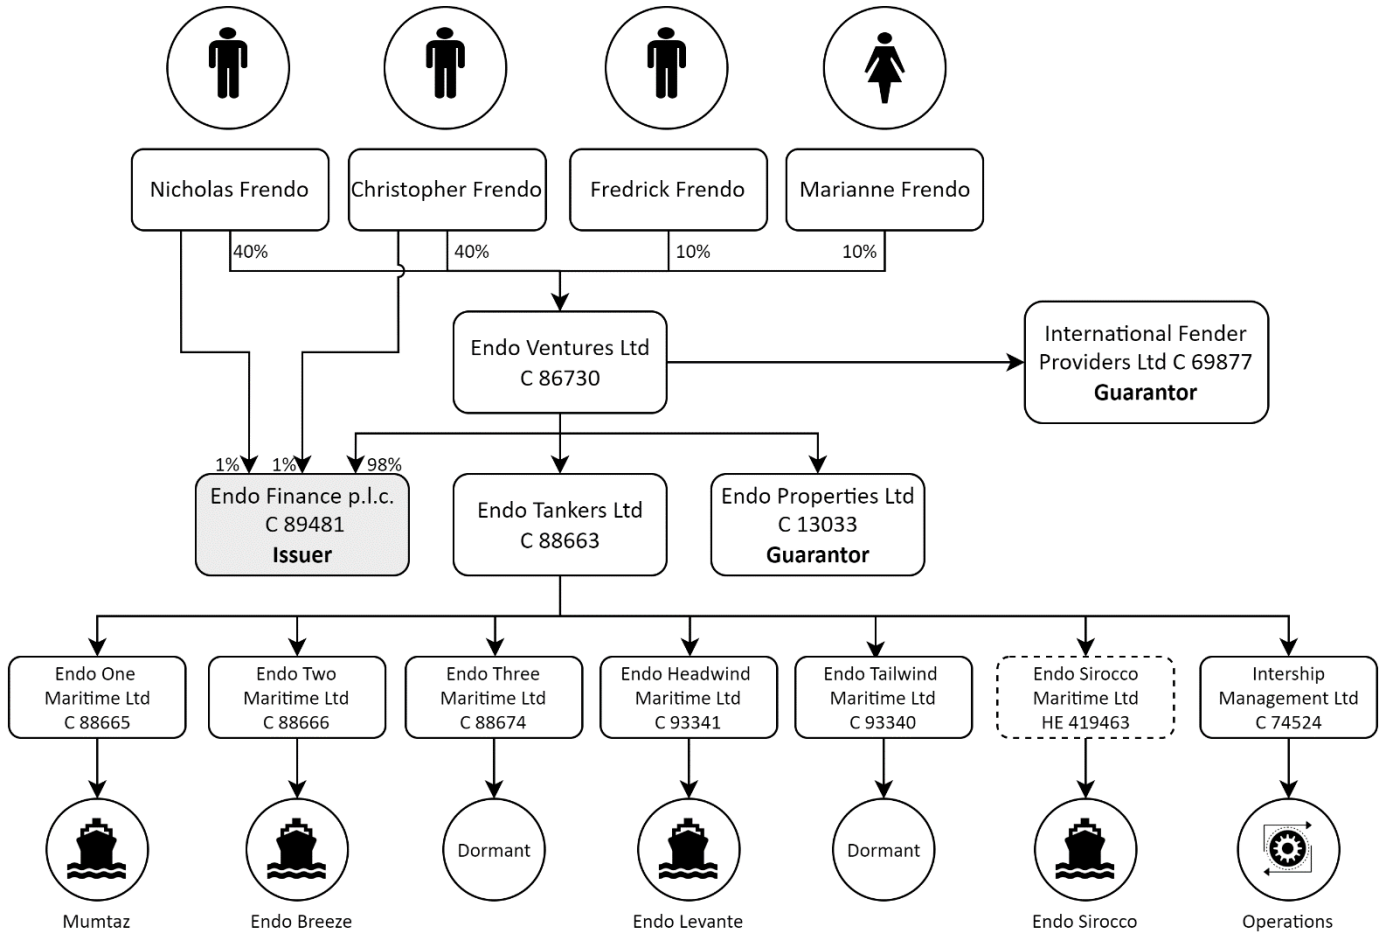 Nicholas Frendo
Christopher Frendo
Fredrick Frendo
Marianne Frendo
40%
40%
10%
10%
Endo Ventures Ltd
C 86730
International Fender
Providers Ltd C 69877
Guarantor
1%
1%
98%
Endo Finance p.l.c.
C 89481
Issuer
Endo Tankers Ltd
C 88663
Endo Properties Ltd
C 13033
Guarantor
Endo One
Maritime Ltd
C 88665
Endo Two
Maritime Ltd
C 88666
Endo Three
Maritime Ltd
C 88674
Endo Headwind
Maritime Ltd
C 93341
Endo Tailwind
Maritime Ltd
C 93340
Endo Sirocco
Maritime Ltd
HE 419463
Intership
Management Ltd
C 74524
Dormant
Dormant
Mumtaz
Endo Breeze
Endo Levante
Endo Sirocco
Operations